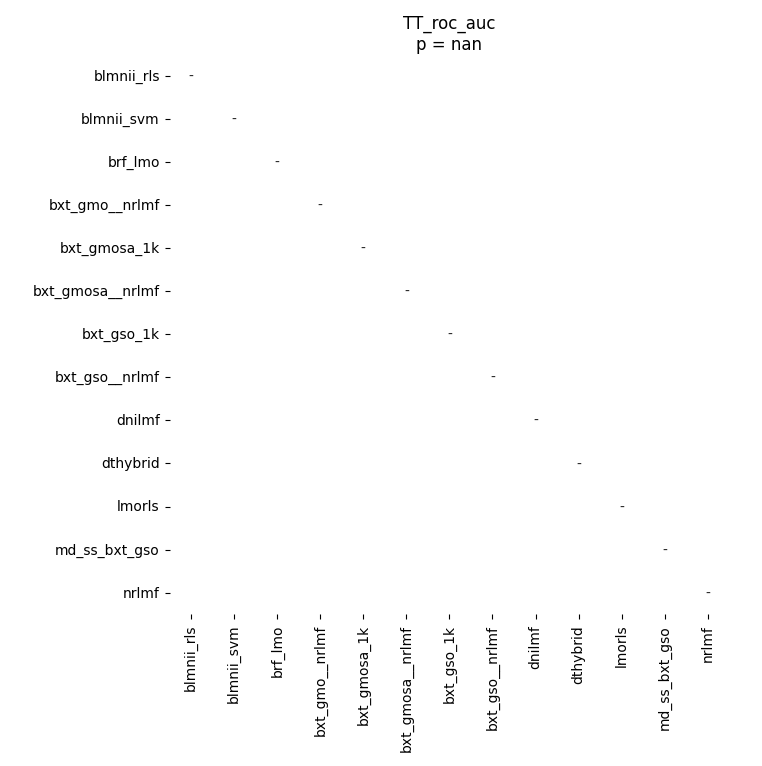 TT_roc_auc
p = nan
blmnii_rls -
blmnii_svm -
brf_lmo -
bxt_gmo__nrlmf -
bxt_gmosa_1k -
bxt_gmosa__nrlmf -
bxt_gso_1k -
bxt_gso__nrlmf -
dnilmf -
dthybrid -
lmorls -
md_ss_bxt_gso -
nrlmf -
blmnii_rls
blmnii_svm
brf_lmo
bxt_gmo__nrlmf
bxt_gmosa_1k
bxt_gmosa__nrlmf
bxt_gso_1k
bxt_gso__nrlmf
dnilmf
dthybrid
lmorls
md_ss_bxt_gso
nrlmf